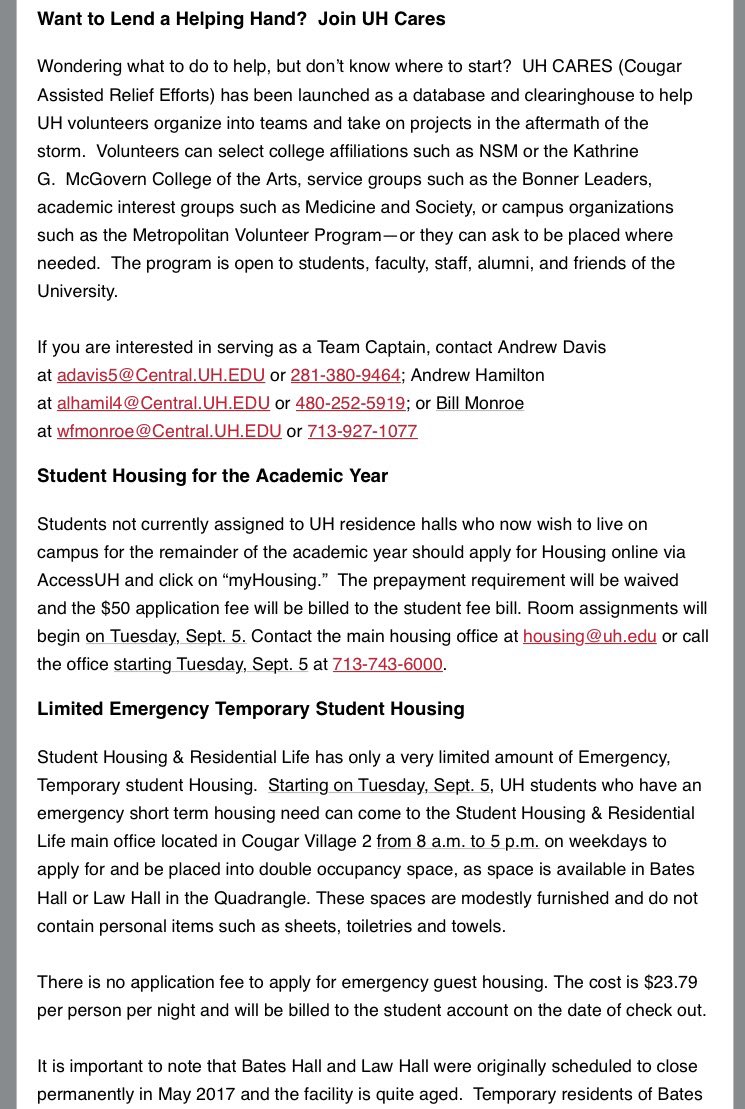 Want to Lend a Helping Hand?  Join UH Cares
Wondering what to do to help, but don’t know where to start?  UH CARES (Cougar
Assisted Relief Efforts) has been launched as a database and clearinghouse to help
UH volunteers organize into teams and take on projects in the aftermath of the
storm.  Volunteers can select college affiliations such as NSM or the Kathrine
G.  McGovern College of the Arts, service groups such as the Bonner Leaders,
academic interest groups such as Medicine and Society, or campus organizations
such as the Metropolitan Volunteer Program—or they can ask to be placed where
needed.  The program is open to students, faculty, staff, alumni, and friends of the
University.
If you are interested in serving as a Team Captain, contact Andrew Davis
at adavis5@Central.UH.EDU or 281-380-9464; Andrew Hamilton
at alhamil4@Central.UH.EDU or 480-252-5919; or Bill Monroe
at wfmonroe@Central.UH.EDU or 713-927-1077
Student Housing for the Academic Year
Students not currently assigned to UH residence halls who now wish to live on
campus for the remainder of the academic year should apply for Housing online via
AccessUH and click on “myHousing.”  The prepayment requirement will be waived
and the $50 application fee will be billed to the student fee bill. Room assignments will
begin on Tuesday, Sept. 5. Contact the main housing office at housing@uh.edu or call
the office starting Tuesday, Sept. 5 at 713-743-6000.
Limited Emergency Temporary Student Housing
Student Housing & Residential Life has only a very limited amount of Emergency,
Temporary student Housing.  Starting on Tuesday, Sept. 5, UH students who have an
emergency short term housing need can come to the Student Housing & Residential
Life main office located in Cougar Village 2 from 8 a.m. to 5 p.m. on weekdays to
apply for and be placed into double occupancy space, as space is available in Bates
Hall or Law Hall in the Quadrangle. These spaces are modestly furnished and do not
contain personal items such as sheets, toiletries and towels.
There is no application fee to apply for emergency guest housing. The cost is $23.79
per person per night and will be billed to the student account on the date of check out.
It is important to note that Bates Hall and Law Hall were originally scheduled to close
permanently in May 2017 and the facility is quite aged.  Temporary residents of Bates